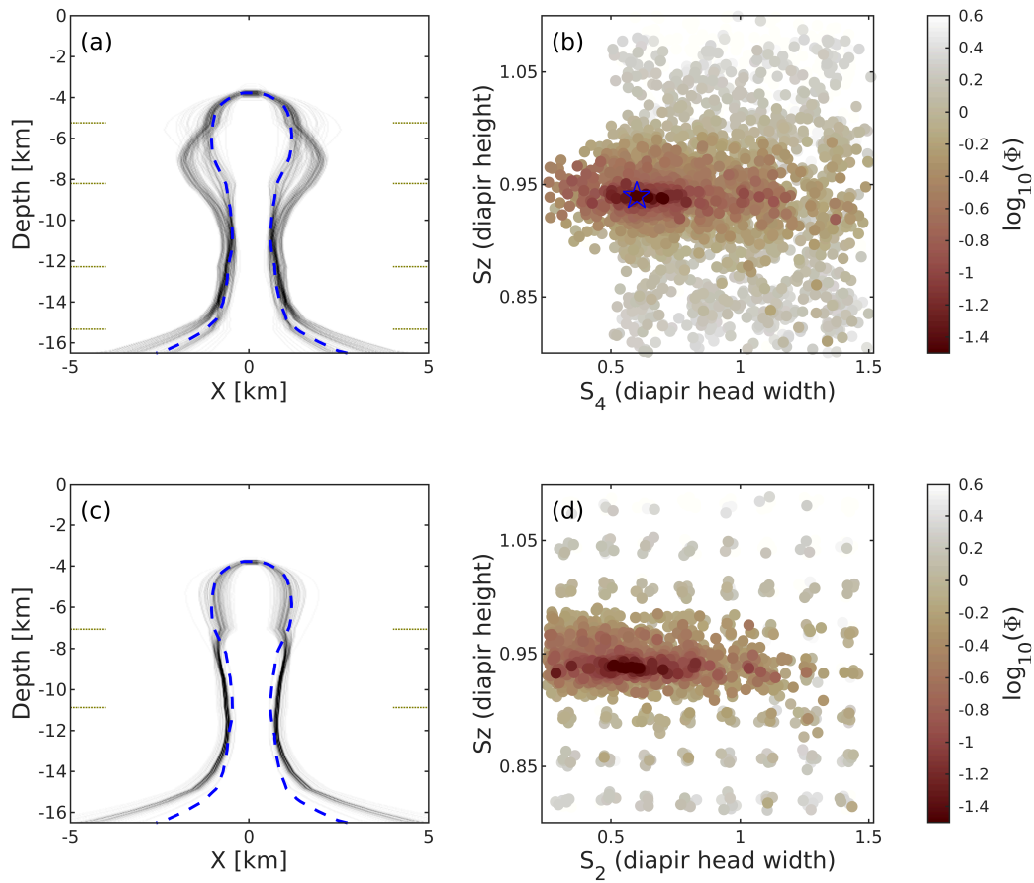 (a)
0
-2
-4
-6
-8
-10
-12
-14
-16
Depth [km]
-5 0 5
X [km]
(b)
1.05
0.95
0.85
Sz (diapir height)
0.5 1 1.5
S4 (diapir head width)
0.6
0.4
0.2
0
-0.2
-0.4
-0.6
-0.8
-1
-1.2
-1.4
log10(Φ)
(c)
0
-2
-4
-6
-8
-10
-12
-14
-16
Depth [km]
-5 0 5
X [km]
(d)
1.05
0.95
0.85
Sz (diapir height)
0.5 1 1.5
S2 (diapir head width)
0.6
0.4
0.2
0
-0.2
-0.4
-0.6
-0.8
-1
-1.2
-1.4
log10(Φ)